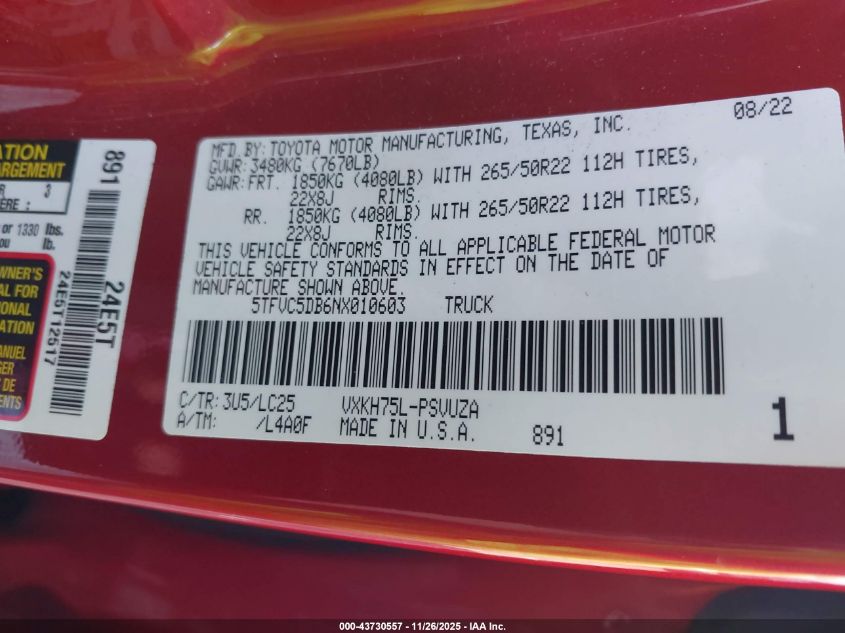 08/22
MFD.BY: TOYOTA MOTOR MANUFACTURING, TEXAS, INC.
GVWR: 3480KG (7670LB)
GAWR: FRT. 1850KG (4080LB) WITH 265/50R22 112H TIRES,
22X8J RIMS.
RR. 1850KG (4080LB) WITH 265/50R22 112H TIRES,
22X8J RIMS.
THIS VEHICLE CONFORMS TO ALL APPLICABLE FEDERAL MOTOR
VEHICLE SAFETY STANDARDS IN EFFECT ON THE DATE OF
MANUFACTURE SHOWN ABOVE.
5TFVC5DB6NX010603 TRUCK
C/TR: 3U5/LC25 VXKH75L-PSVUZA
A/TM: /L4A0F MADE IN U.S.A. 891
1
3
or 1330 lbs.
lb.
891
24E5T
24E5T12517
000-43730557 - 11/26/2025 - IAA Inc.